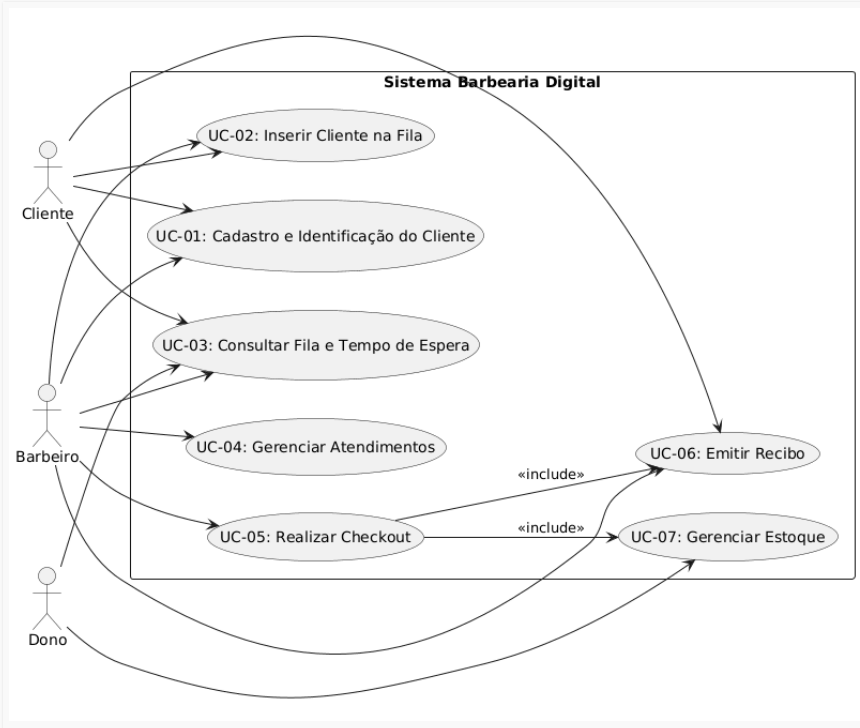 Sistema Barbearia Digital
UC-02: Inserir Cliente na Fila
Cliente
UC-01: Cadastro e Identificação do Cliente
UC-03: Consultar Fila e Tempo de Espera
UC-04: Gerenciar Atendimentos
Barbeiro
UC-06: Emitir Recibo
«include»
UC-05: Realizar Checkout
«include»
UC-07: Gerenciar Estoque
Dono